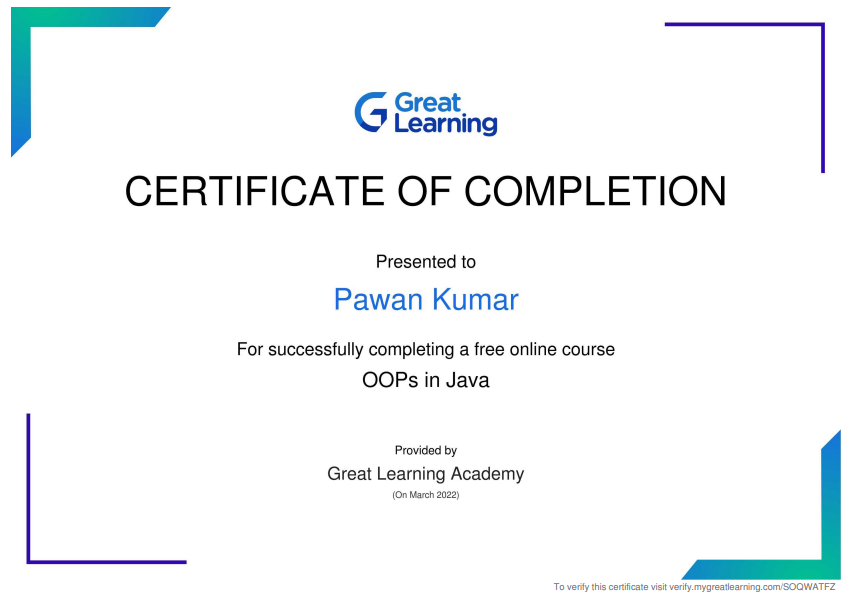 Great
Learning
CERTIFICATE OF COMPLETION
Presented to
Pawan Kumar
For successfully completing a free online course
OOPs in Java
Provided by
Great Learning Academy
(On March 2022)
To verify this certificate visit verify.mygreatlearning.com/SOQWATFZ